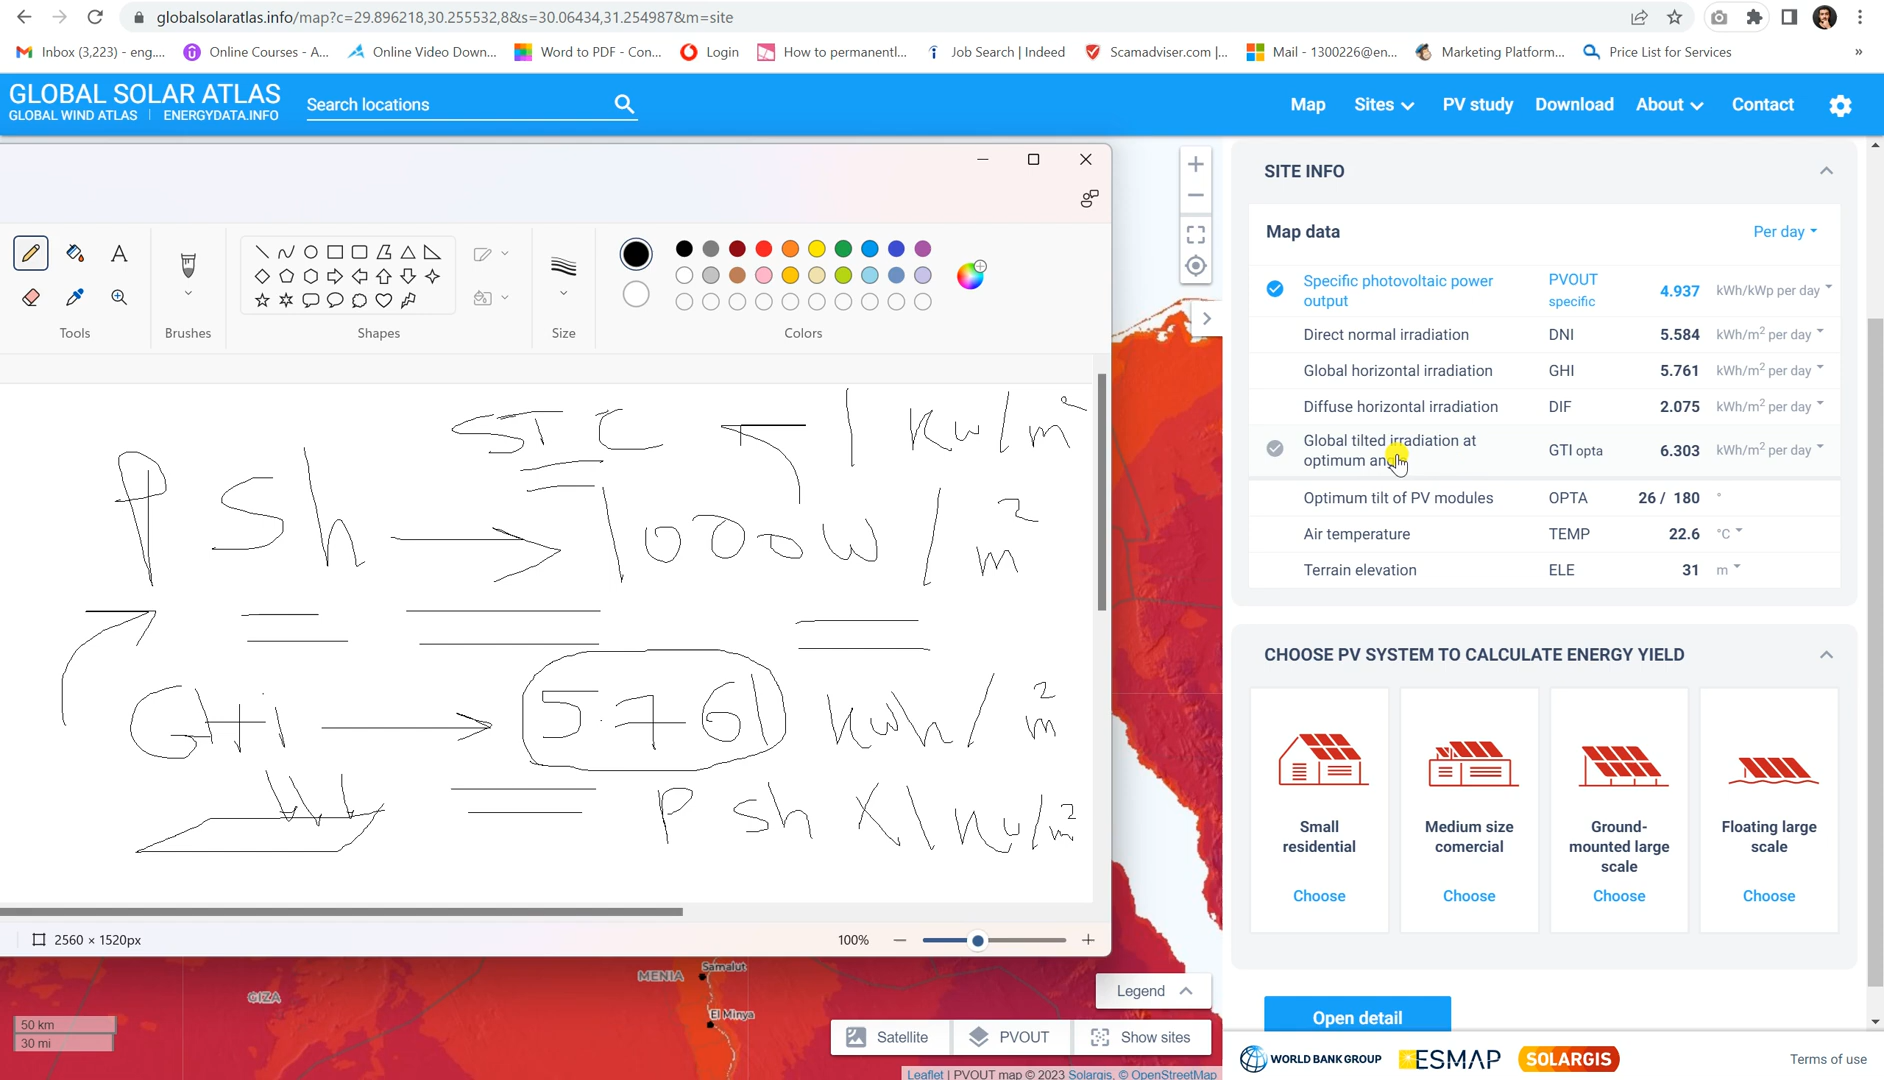 globalsolaratlas.info/map?c=29.896218,30.255532,8&s=30.06434,31.254987&m=site
Inbox (3,223) - eng....
Online Courses - A...
Online Video Down...
Word to PDF - Con...
Login
How to permanentl...
Job Search | Indeed
Scamadviser.com |...
Mail - 1300226@en...
Marketing Platform...
Price List for Services
»
GLOBAL SOLAR ATLAS
GLOBAL WIND ATLAS | ENERGYDATA.INFO
Search locations
Map
Sites
PV study
Download
About
Contact
Tools
Brushes
Shapes
Size
Colors
STC 1 Kw/m²
Psh 1000W/m²
GHi 5.761 kwh/m²
Psh X 1 Kw/m²
2560 × 1520px
100%
SITE INFO
Map data
Per day
Specific photovoltaic power output PVOUT specific 4.937 kWh/kWp per day
Direct normal irradiation DNI 5.584 kWh/m² per day
Global horizontal irradiation GHI 5.761 kWh/m² per day
Diffuse horizontal irradiation DIF 2.075 kWh/m² per day
Global tilted irradiation at optimum GTI opta 6.303 kWh/m² per day
Optimum tilt of PV modules OPTA 26 / 180 °
Air temperature TEMP 22.6 °C
Terrain elevation ELE 31 m
CHOOSE PV SYSTEM TO CALCULATE ENERGY YIELD
Small residential
Choose
Medium size comercial
Choose
Ground-mounted large scale
Choose
Floating large scale
Choose
Open detail
MENIA
Samalut
GIZA
El Minya
50 km
30 mi
Legend
Satellite
PVOUT
Show sites
Leaflet | PVOUT map © 2023 Solargis, © OpenStreetMap
WORLD BANK GROUP
ESMAP
SOLARGIS
Terms of use